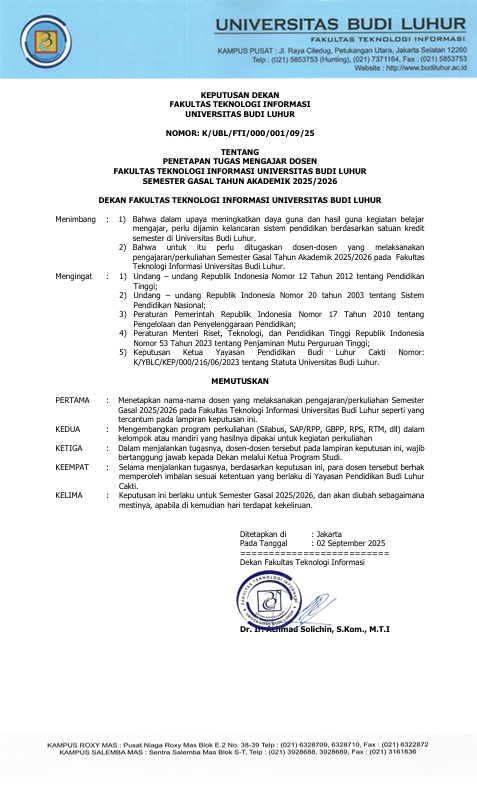 UNIVERSITAS BUDI LUHUR
FAKULTAS TEKNOLOGI INFORMASI
KAMPUS PUSAT : Jl. Raya Ciledug, Petukangan Utara, Jakarta Selatan 12260
Telp : (021) 5853753 (Hunting), (021) 7371164, Fax : (021) 5853753
Website : http://www.budiluhur.ac.id
KEPUTUSAN DEKAN
FAKULTAS TEKNOLOGI INFORMASI
UNIVERSITAS BUDI LUHUR
NOMOR: K/UBL/FTI/000/001/09/25
TENTANG
PENETAPAN TUGAS MENGAJAR DOSEN
FAKULTAS TEKNOLOGI INFORMASI UNIVERSITAS BUDI LUHUR
SEMESTER GASAL TAHUN AKADEMIK 2025/2026
DEKAN FAKULTAS TEKNOLOGI INFORMASI UNIVERSITAS BUDI LUHUR
Menimbang : 1) Bahwa dalam upaya meningkatkan daya guna dan hasil guna kegiatan belajar
mengajar, perlu dijamin kelancaran sistem pendidikan berdasarkan satuan kredit
semester di Universitas Budi Luhur.
2) Bahwa untuk itu perlu ditugaskan dosen-dosen yang melaksanakan
pengajaran/perkuliahan Semester Gasal Tahun Akademik 2025/2026 pada Fakultas
Teknologi Informasi Universitas Budi Luhur.
Mengingat : 1) Undang – undang Republik Indonesia Nomor 12 Tahun 2012 tentang Pendidikan
Tinggi;
2) Undang – undang Republik Indonesia Nomor 20 tahun 2003 tentang Sistem
Pendidikan Nasional;
3) Peraturan Pemerintah Republik Indonesia Nomor 17 Tahun 2010 tentang
Pengelolaan dan Penyelenggaraan Pendidikan;
4) Peraturan Menteri Riset, Teknologi, dan Pendidikan Tinggi Republik Indonesia
Nomor 53 Tahun 2023 tentang Penjaminan Mutu Perguruan Tinggi;
5) Keputusan Ketua Yayasan Pendidikan Budi Luhur Cakti Nomor:
K/YBLC/KEP/000/216/06/2023 tentang Statuta Universitas Budi Luhur.
MEMUTUSKAN
PERTAMA : Menetapkan nama-nama dosen yang melaksanakan pengajaran/perkuliahan Semester
Gasal 2025/2026 pada Fakultas Teknologi Informasi Universitas Budi Luhur seperti yang
tercantum pada lampiran keputusan ini.
KEDUA : Mengembangkan program perkuliahan (Silabus, SAP/RPP, GBPP, RPS, RTM, dll) dalam
kelompok atau mandiri yang hasilnya dipakai untuk kegiatan perkuliahan
KETIGA : Dalam menjalankan tugasnya, dosen-dosen tersebut pada lampiran keputusan ini, wajib
bertanggung jawab kepada Dekan melalui Ketua Program Studi.
KEEMPAT : Selama menjalankan tugasnya, berdasarkan keputusan ini, para dosen tersebut berhak
memperoleh imbalan sesuai ketentuan yang berlaku di Yayasan Pendidikan Budi Luhur
Cakti.
KELIMA : Keputusan ini berlaku untuk Semester Gasal 2025/2026, dan akan diubah sebagaimana
mestinya, apabila di kemudian hari terdapat kekeliruan.
Ditetapkan di : Jakarta
Pada Tanggal : 02 September 2025
==========================
Dekan Fakultas Teknologi Informasi
FAKULTAS TEKNOLOGI INFORMASI
UNIVERSITAS BUDI LUHUR
Dr. Ir. Achmad Solichin, S.Kom., M.T.I
KAMPUS ROXY MAS : Pusat Niaga Roxy Mas Blok E.2 No. 38-39 Telp : (021) 6328709, 6328710, Fax : (021) 6322872
KAMPUS SALEMBA MAS : Sentra Salemba Mas Blok S-T, Telp : (021) 3928688, 3928689, Fax : (021) 3161636